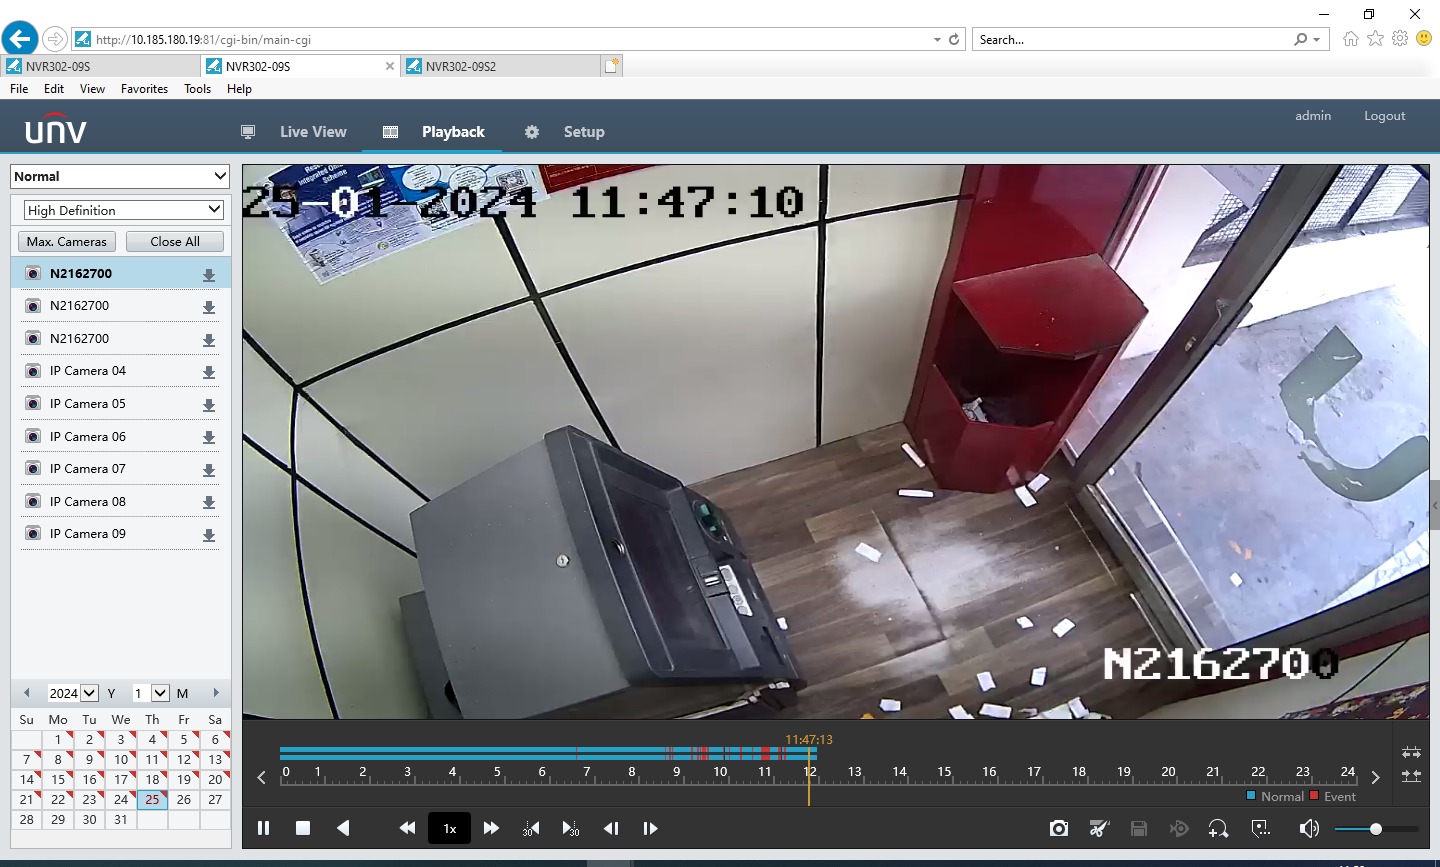 http://10.185.180.19:81/cgi-bin/main-cgi
Search...
NVR302-09S
NVR302-09S
NVR302-09S2
File Edit View Favorites Tools Help
unv
Live View
Playback
Setup
admin
Logout
Normal
High Definition
Max. Cameras
Close All
N2162700
N2162700
N2162700
IP Camera 04
IP Camera 05
IP Camera 06
IP Camera 07
IP Camera 08
IP Camera 09
2024 Y 1 M
Su Mo Tu We Th Fr Sa
1 2 3 4 5 6
7 8 9 10 11 12 13
14 15 16 17 18 19 20
21 22 23 24 25 26 27
28 29 30 31
Integrated Ombudsman
Scheme
25-01-2024 11:47:10
N2162700
11:47:13
0 1 2 3 4 5 6 7 8 9 10 11 12 13 14 15 16 17 18 19 20 21 22 23 24
Normal Event
1x
30
30